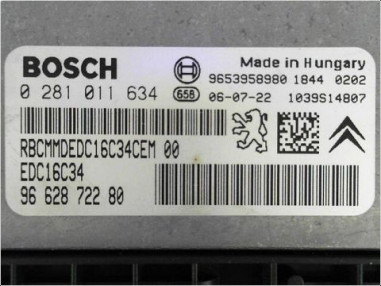 BOSCH
Made in Hungary
9653958980 1844 0202
0 281 011 634 658 06-07-22 1039S14807
RBCMMDEDC16C34CEM 00
EDC16C34
96 628 722 80